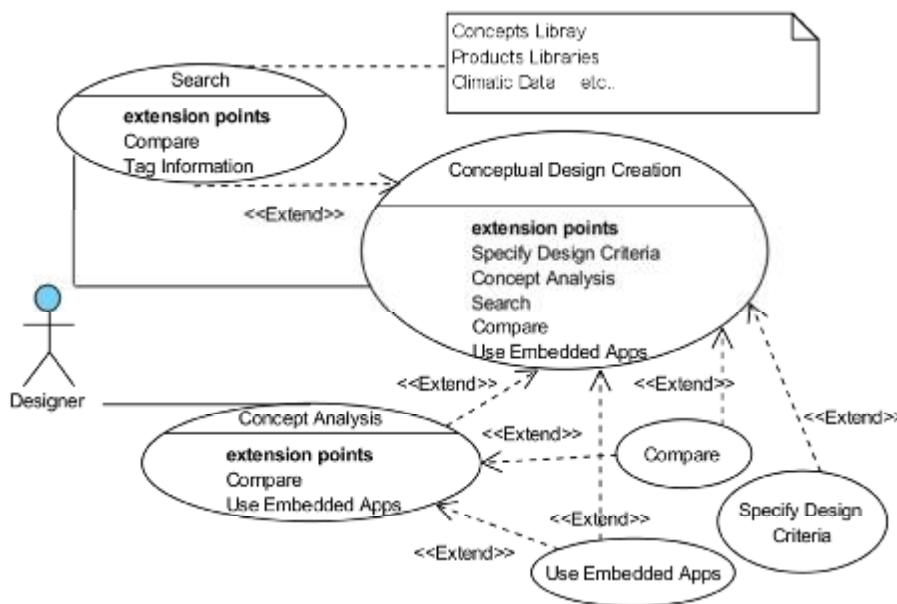 Concepts Libray
Products Libraries
Climatic Data etc..
Search
extension points
Compare
Tag Information
<<Extend>>
Conceptual Design Creation
extension points
Specify Design Criteria
Concept Analysis
Search
Compare
Use Embedded Apps
Designer
<<Extend>>
<<Extend>>
<<Extend>>
Concept Analysis
extension points
Compare
Use Embedded Apps
<<Extend>>
Compare
Specify Design
Criteria
<<Extend>>
<<Extend>>
Use Embedded Apps